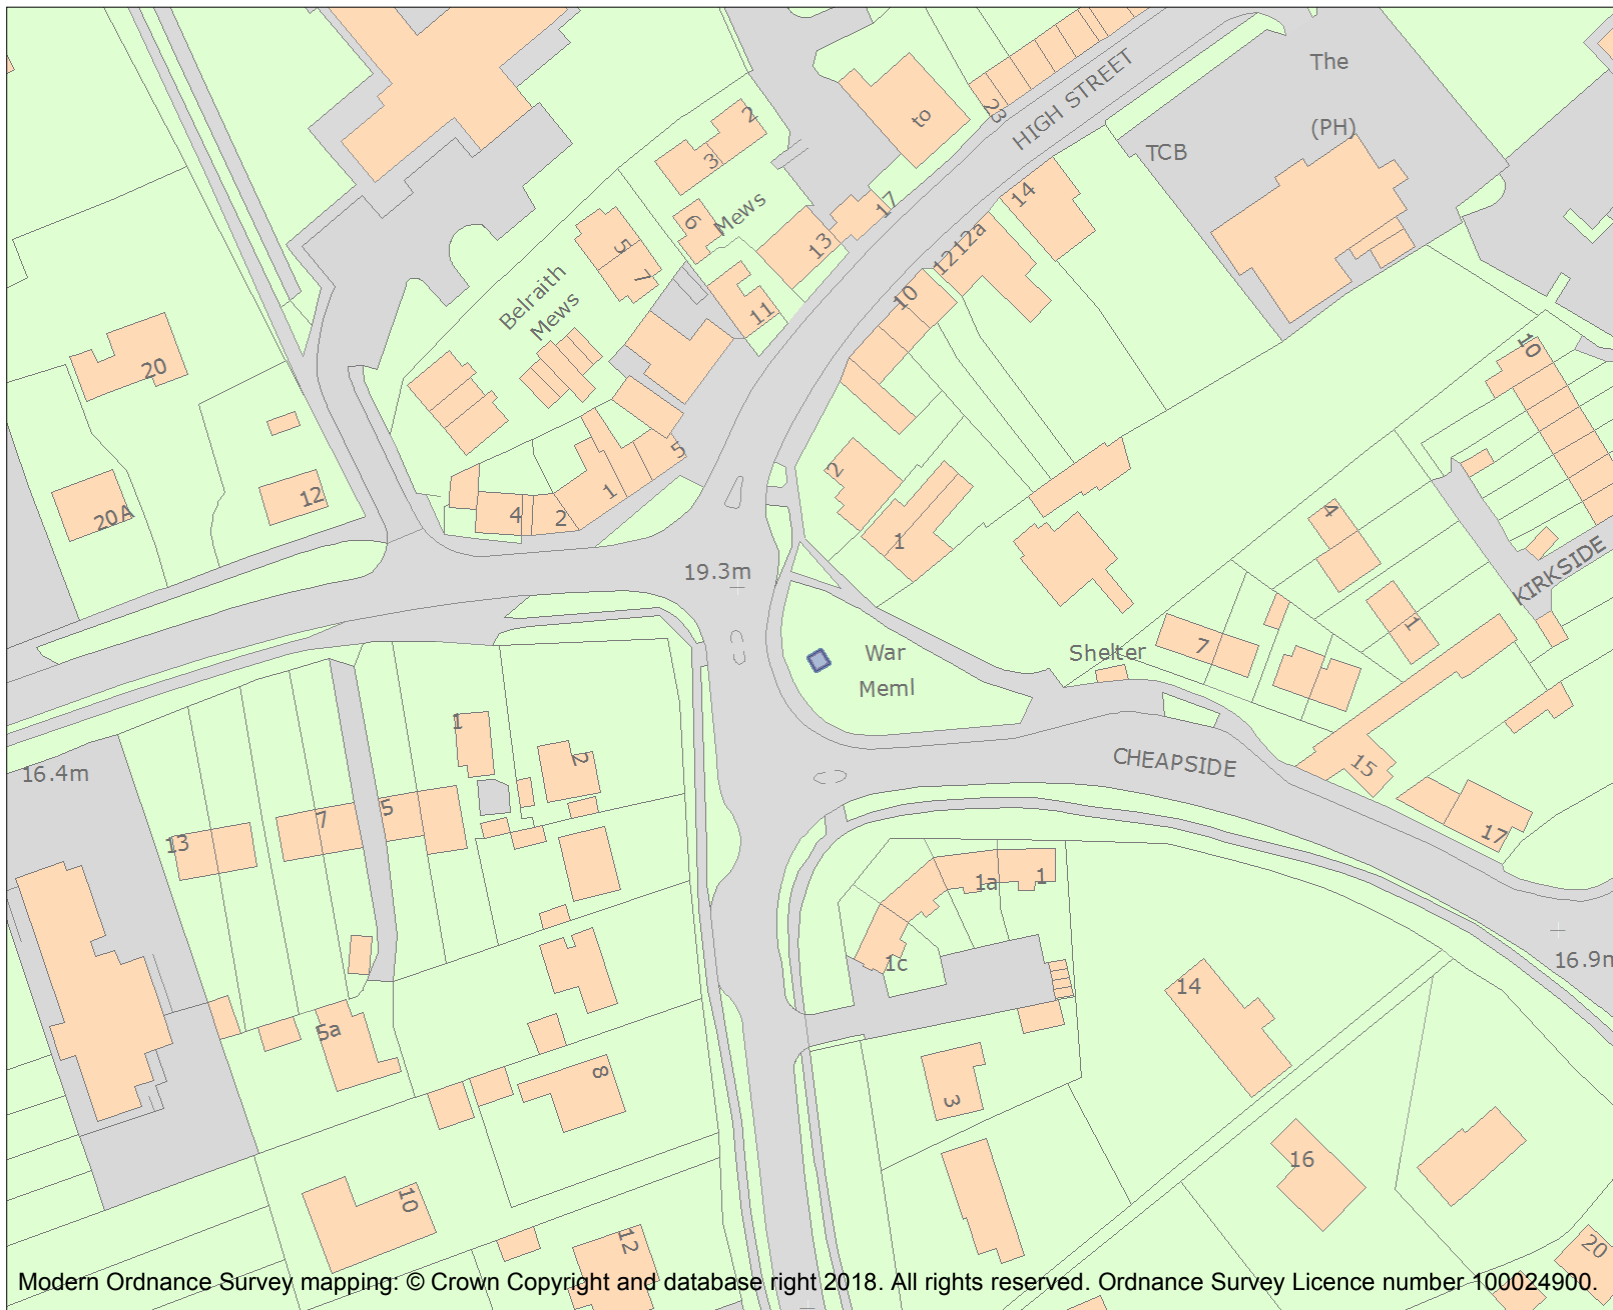 The
(PH)
TCB
HIGH STREET
23
to
2
3
Mews
6
17
13
14
5
7
1212a
10
11
Belraith
Mews
20
10
5
2
12
20A
4
2
1
1
4
19.3m
KIRKSIDE
War
Meml
Shelter
7
1
1
2
CHEAPSIDE
15
16.4m
5
7
13
17
1a
1
1c
16.9m
14
5a
8
3
16
10
12
20
Modern Ordnance Survey mapping: © Crown Copyright and database right 2018. All rights reserved. Ordnance Survey Licence number 100024900.